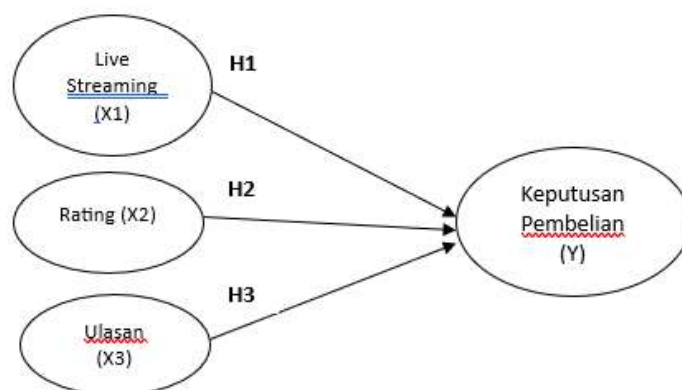 Live
Streaming
(X1)
H1
Rating (X2)
H2
Ulasan
(X3)
H3
Keputusan
Pembelian
(Y)